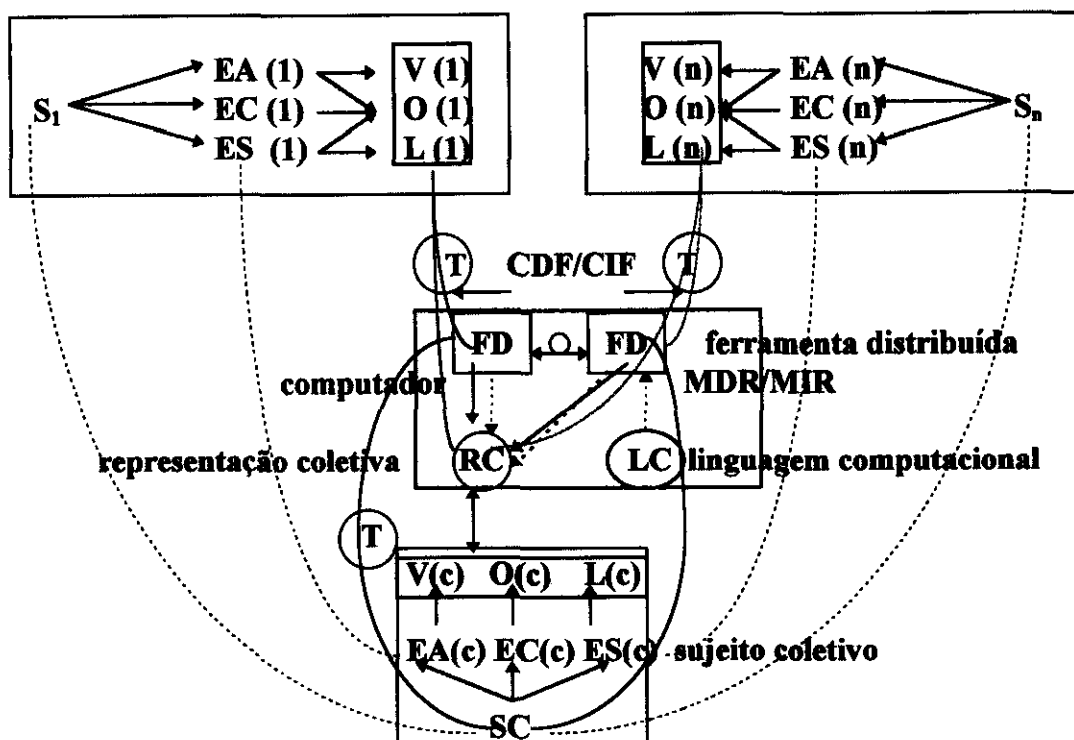 EA (1) V (1)
S1 EC (1) O (1)
ES (1) L (1)
V (n) EA (n)
O (n) EC (n) Sn
L (n) ES (n)
T CDF/CIF T
FD FD ferramenta distribuída
computador MDR/MIR
representação coletiva RC LC linguagem computacional
T
V(c) O(c) L(c)
EA(c) EC(c) ES(c) sujeito coletivo
SC